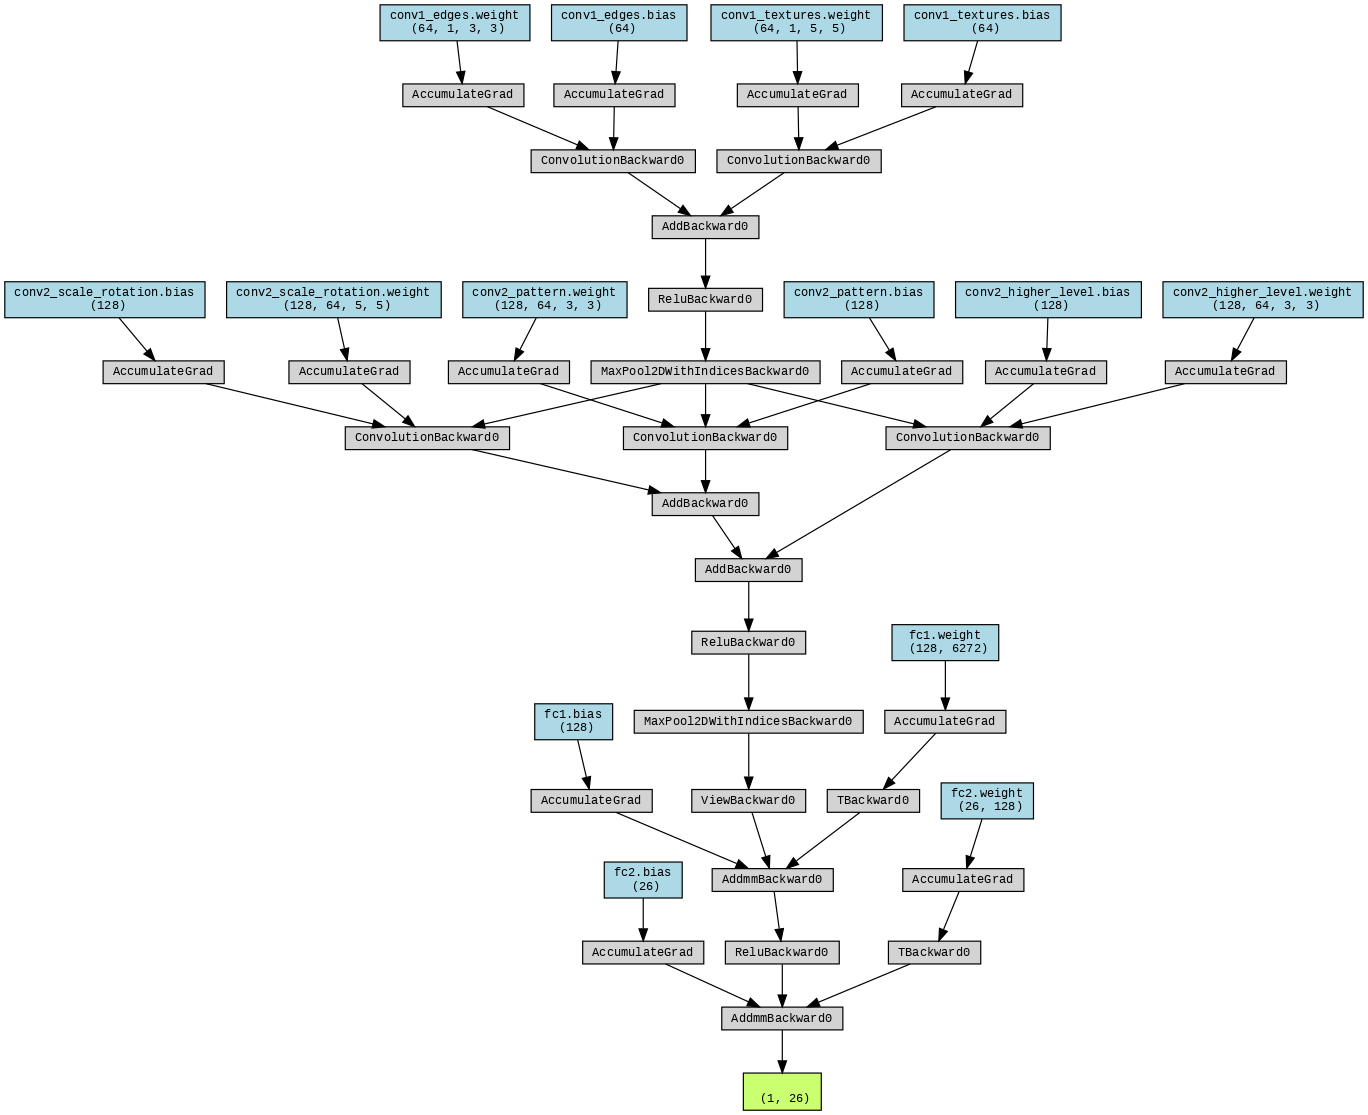 conv1_edges.weight
(64, 1, 3, 3)
conv1_edges.bias
(64)
conv1_textures.weight
(64, 1, 5, 5)
conv1_textures.bias
(64)
AccumulateGrad
AccumulateGrad
AccumulateGrad
AccumulateGrad
ConvolutionBackward0
ConvolutionBackward0
AddBackward0
conv2_scale_rotation.bias
(128)
conv2_scale_rotation.weight
(128, 64, 5, 5)
conv2_pattern.weight
(128, 64, 3, 3)
ReluBackward0
conv2_pattern.bias
(128)
conv2_higher_level.bias
(128)
conv2_higher_level.weight
(128, 64, 3, 3)
AccumulateGrad
AccumulateGrad
AccumulateGrad
MaxPool2DWithIndicesBackward0
AccumulateGrad
AccumulateGrad
AccumulateGrad
ConvolutionBackward0
ConvolutionBackward0
ConvolutionBackward0
AddBackward0
AddBackward0
ReluBackward0
fc1.weight
(128, 6272)
fc1.bias
(128)
MaxPool2DWithIndicesBackward0
AccumulateGrad
AccumulateGrad
ViewBackward0
TBackward0
fc2.weight
(26, 128)
fc2.bias
(26)
AddmmBackward0
AccumulateGrad
AccumulateGrad
ReluBackward0
TBackward0
AddmmBackward0
(1, 26)